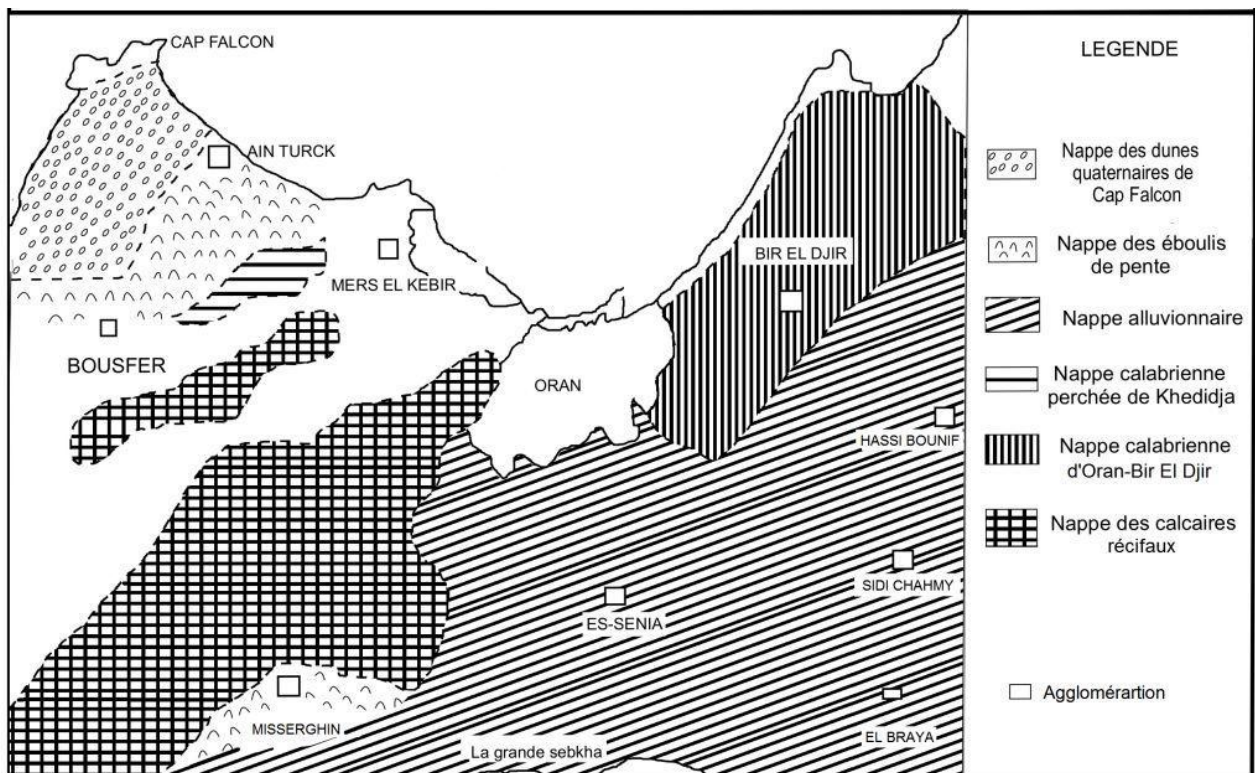 CAP FALCON
AIN TURCK
MERS EL KEBIR
BOUSFER
ORAN
BIR EL DJIR
HASSI BOUNIF
SIDI CHAHMY
ES-SENIA
MISSERGHIN
EL BRAYA
La grande sebkha
LEGENDE
Nappe des dunes
quaternaires de
Cap Falcon
Nappe des éboulis
de pente
Nappe alluvionnaire
Nappe calabrienne
perchée de Khedidja
Nappe calabrienne
d'Oran-Bir El Djir
Nappe des calcaires
récifaux
Agglomérartion